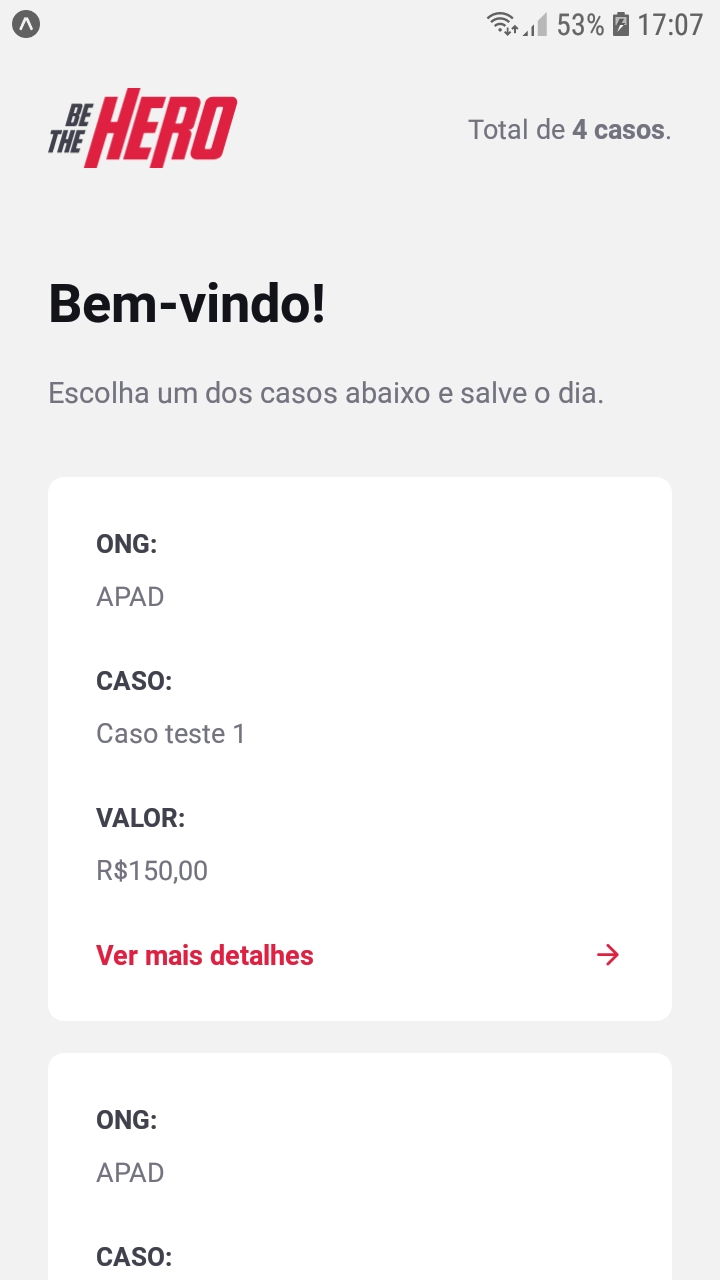 53% 17:07
BE
THE HERO
Total de 4 casos.
Bem-vindo!
Escolha um dos casos abaixo e salve o dia.
ONG:
APAD
CASO:
Caso teste 1
VALOR:
R$150,00
Ver mais detalhes
ONG:
APAD
CASO: